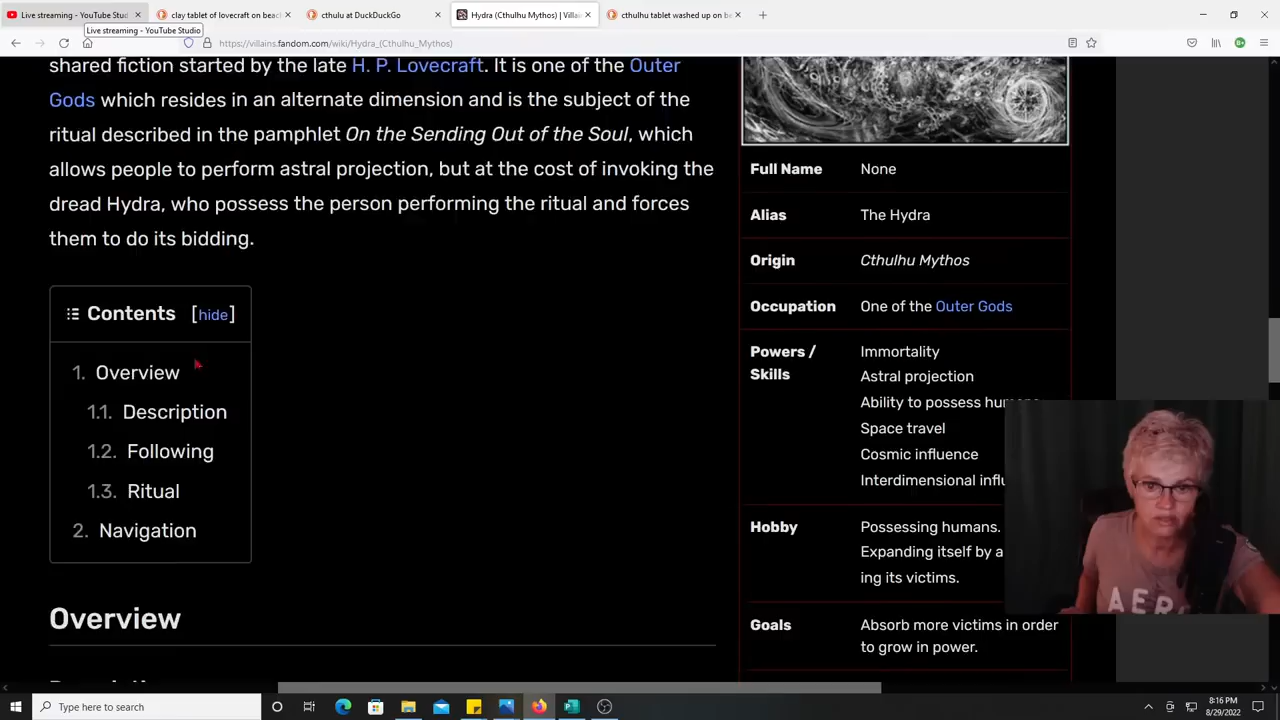 Live streaming - YouTube Stud
clay tablet of lovecraft on beac
cthulu at DuckDuckGo
Hydra (Cthulhu Mythos) | Villain
cthulhu tablet washed up on be
Live streaming - YouTube Studio
https://villains.fandom.com/wiki/Hydra_(Cthulhu_Mythos)
shared fiction started by the late H. P. Lovecraft. It is one of the Outer
Gods which resides in an alternate dimension and is the subject of the
ritual described in the pamphlet On the Sending Out of the Soul, which
allows people to perform astral projection, but at the cost of invoking the
dread Hydra, who possess the person performing the ritual and forces
them to do its bidding.
Contents [hide]
1. Overview
1.1. Description
1.2. Following
1.3. Ritual
2. Navigation
Overview
Full Name None
Alias The Hydra
Origin Cthulhu Mythos
Occupation One of the Outer Gods
Powers / Skills
Immortality
Astral projection
Ability to possess humans
Space travel
Cosmic influence
Interdimensional influ
Hobby Possessing humans.
Expanding itself by a
ing its victims.
Goals Absorb more victims in order
to grow in power.
AERO
Type here to search
8:16 PM
8/29/2022